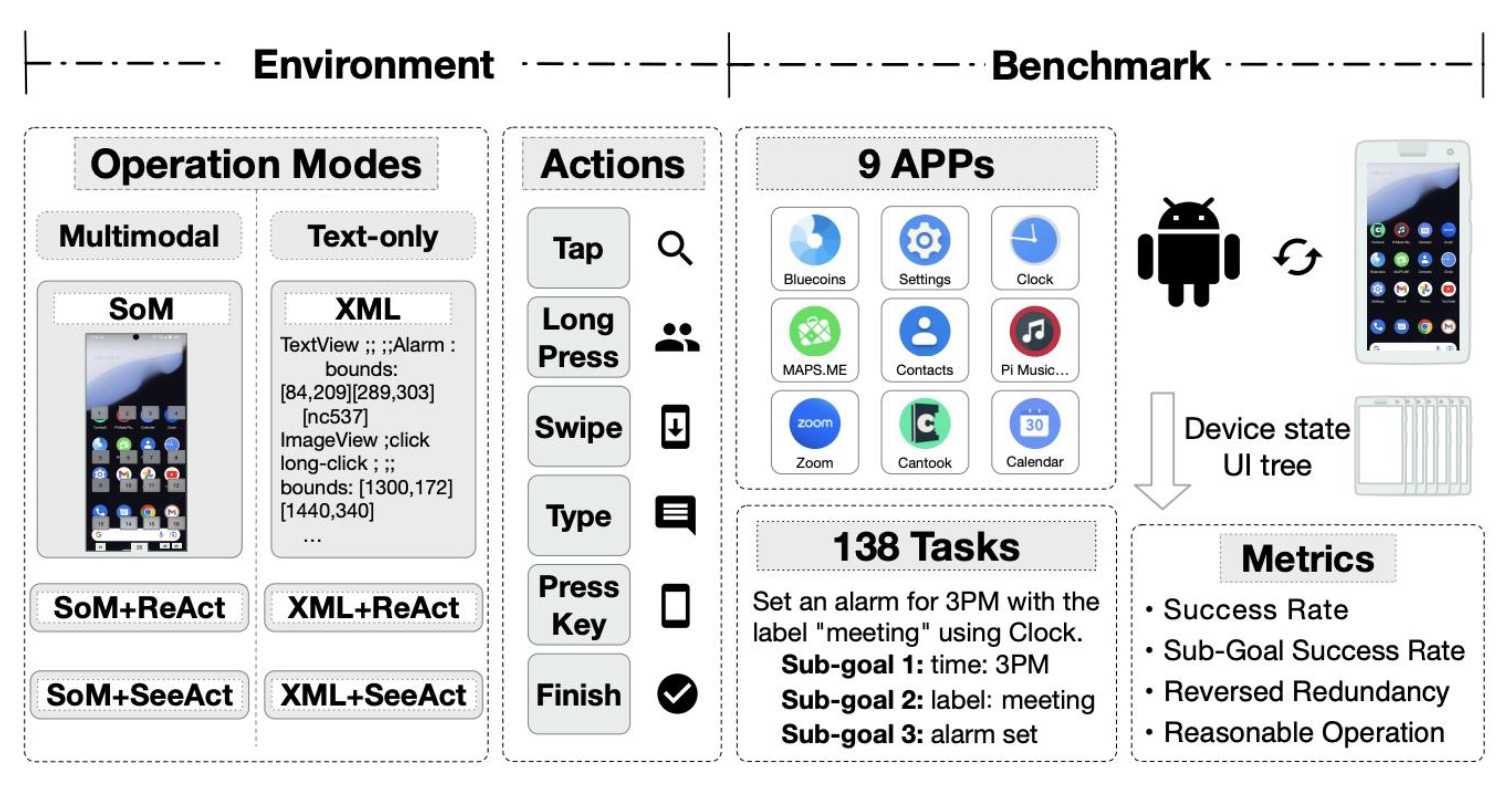 Environment
Benchmark
Operation Modes
Multimodal
Text-only
SoM
XML
TextView ;; ;;Alarm :
bounds:
[84,209][289,303]
[nc537]
ImageView ;click
long-click ; ;;
bounds: [1300,172]
[1440,340]
...
SoM+ReAct
XML+ReAct
SoM+SeeAct
XML+SeeAct
Actions
Tap
Long
Press
Swipe
Type
Press
Key
Finish
9 APPs
Bluecoins
Settings
Clock
MAPS.ME
Contacts
Pi Music...
zoom
30
Zoom
Cantook
Calendar
138 Tasks
Set an alarm for 3PM with the
label "meeting" using Clock.
Sub-goal 1: time: 3PM
Sub-goal 2: label: meeting
Sub-goal 3: alarm set
Device state
UI tree
Metrics
• Success Rate
• Sub-Goal Success Rate
• Reversed Redundancy
• Reasonable Operation